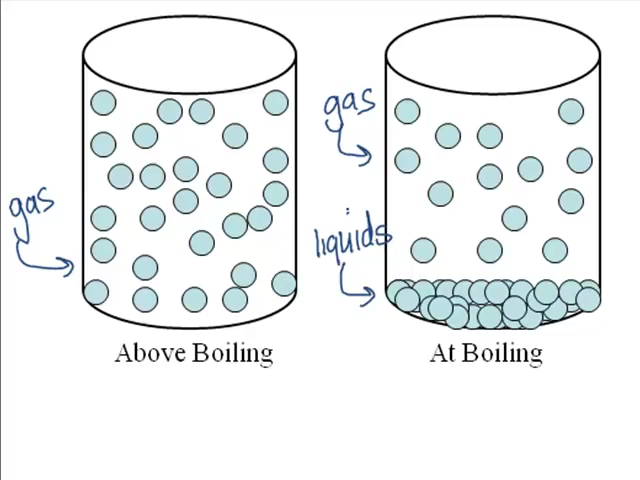 gas
gas
liquids
Above Boiling
At Boiling